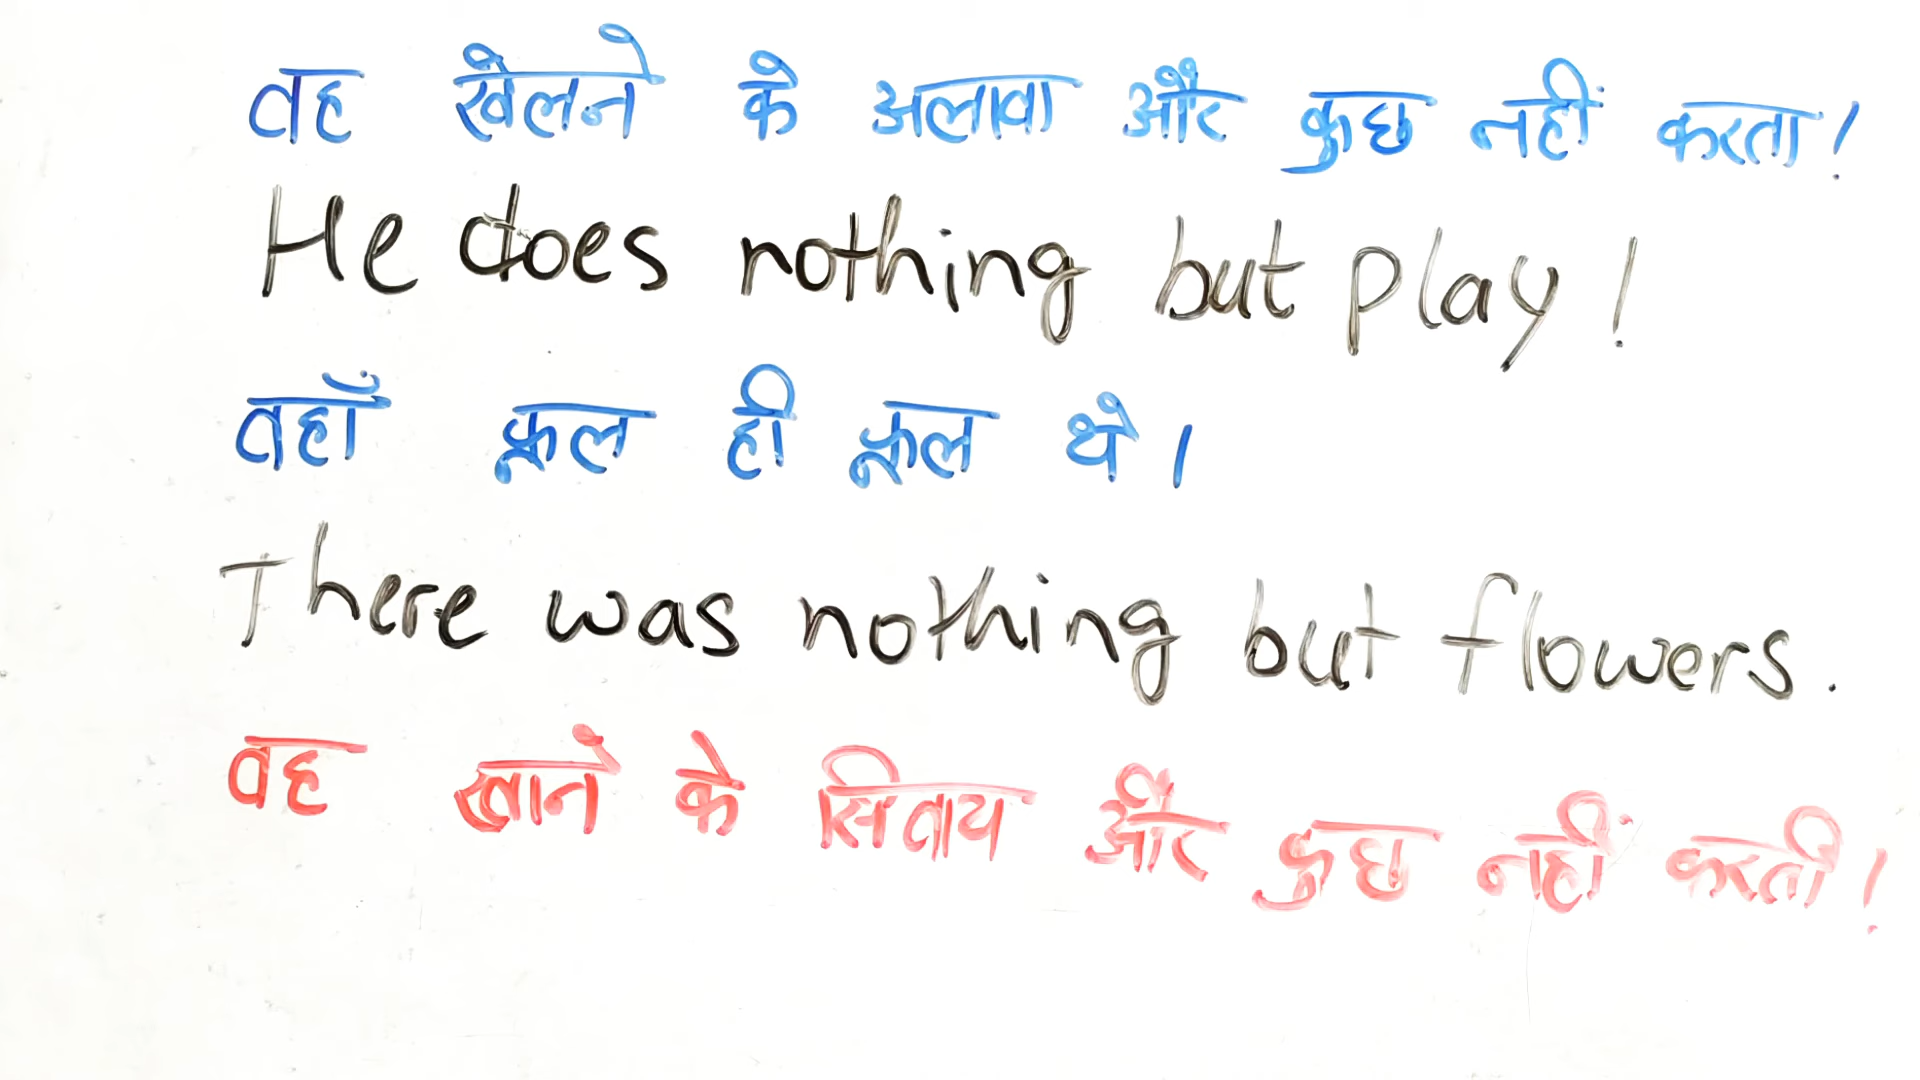 वह खेलने के अलावा और कुछ नहीं करता!
He does nothing but play!
वहाँ फूल ही फूल थे।
There was nothing but flowers.
वह खाने के सिवाय और कुछ नहीं करती!